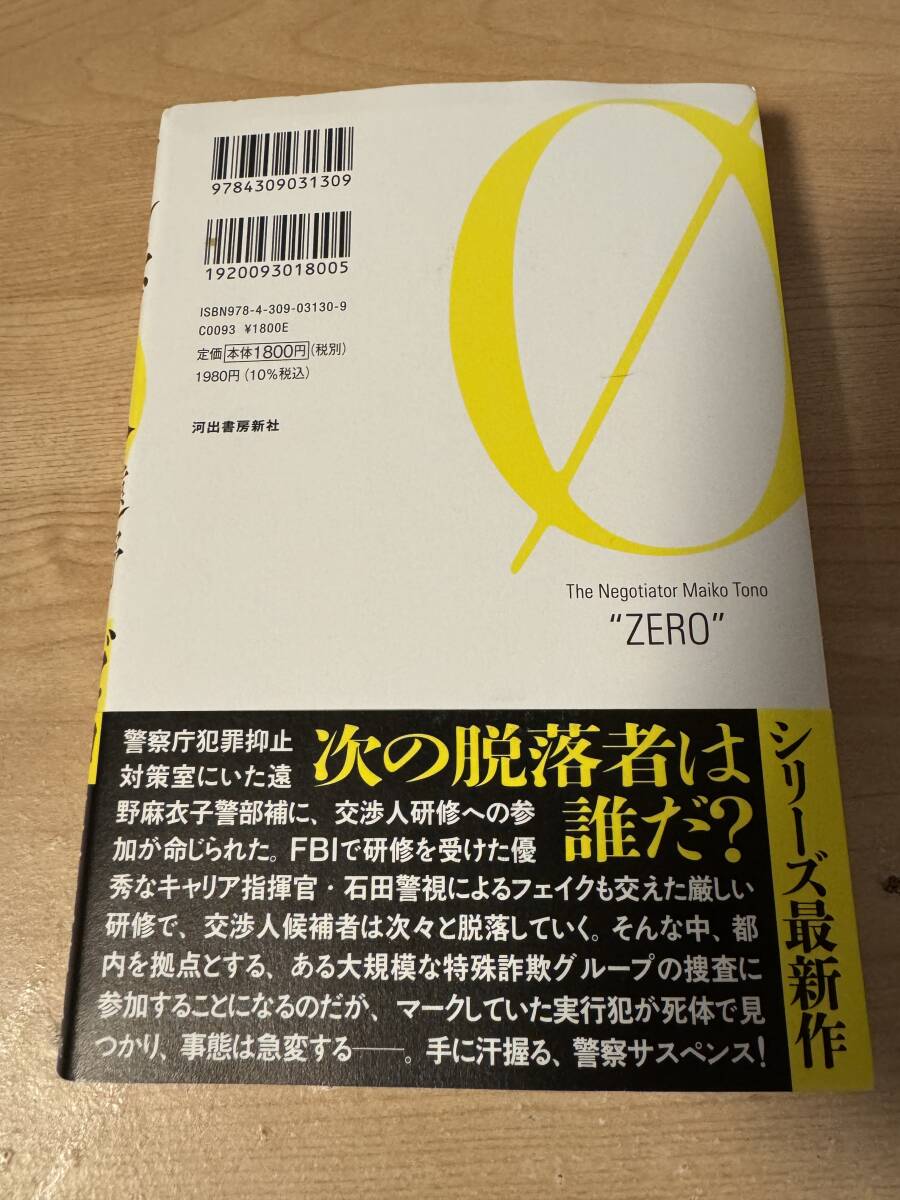 9784309031309
1920093018005
ISBN978-4-309-03130-9
C0093 ¥1800E
定価 本体1800円(税別)
1980円(10%税込)
河出書房新社
The Negotiator Maiko Tono
“ZERO”
次の脱落者は
誰だ?
警察庁犯罪抑止
対策室にいた遠
野麻衣子警部補に、交渉人研修への参
加が命じられた。FBIで研修を受けた優
秀なキャリア指揮官・石田警視によるフェイクも交えた厳しい
研修で、交渉人候補者は次々と脱落していく。そんな中、都
内を拠点とする、ある大規模な特殊詐欺グループの捜査に
参加することになるのだが、マークしていた実行犯が死体で見
つかり、事態は急変する──。手に汗握る、警察サスペンス!
シリーズ最新作